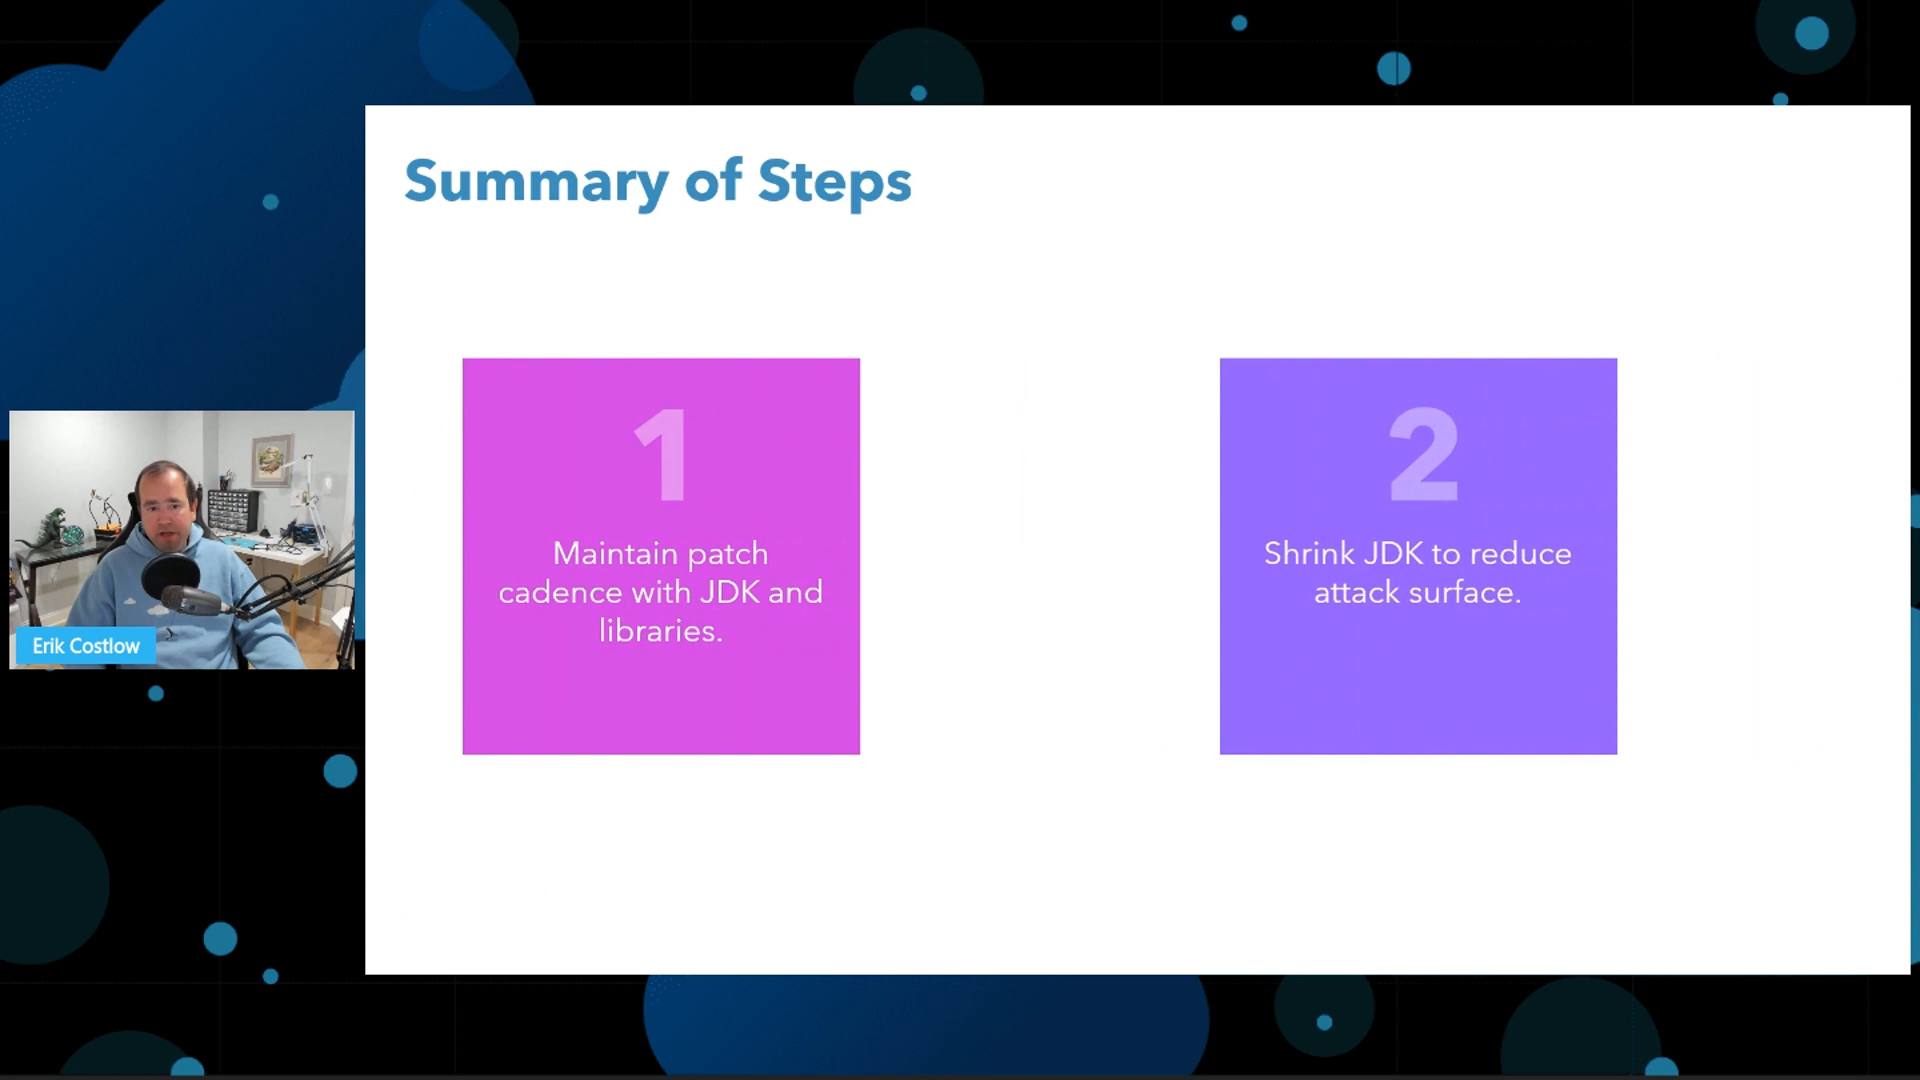 Summary of Steps
1
Maintain patch
cadence with JDK and
libraries.
2
Shrink JDK to reduce
attack surface.
Erik Costlow